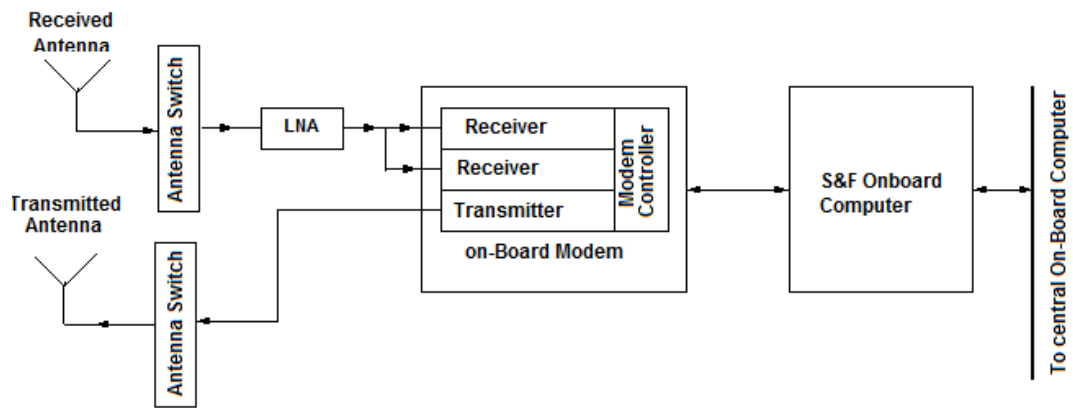 Received
Antenna
Antenna Switch
LNA
Receiver
Receiver
Transmitter
Modem
Controller
on-Board Modem
S&F Onboard
Computer
To central On-Board Computer
Transmitted
Antenna
Antenna Switch